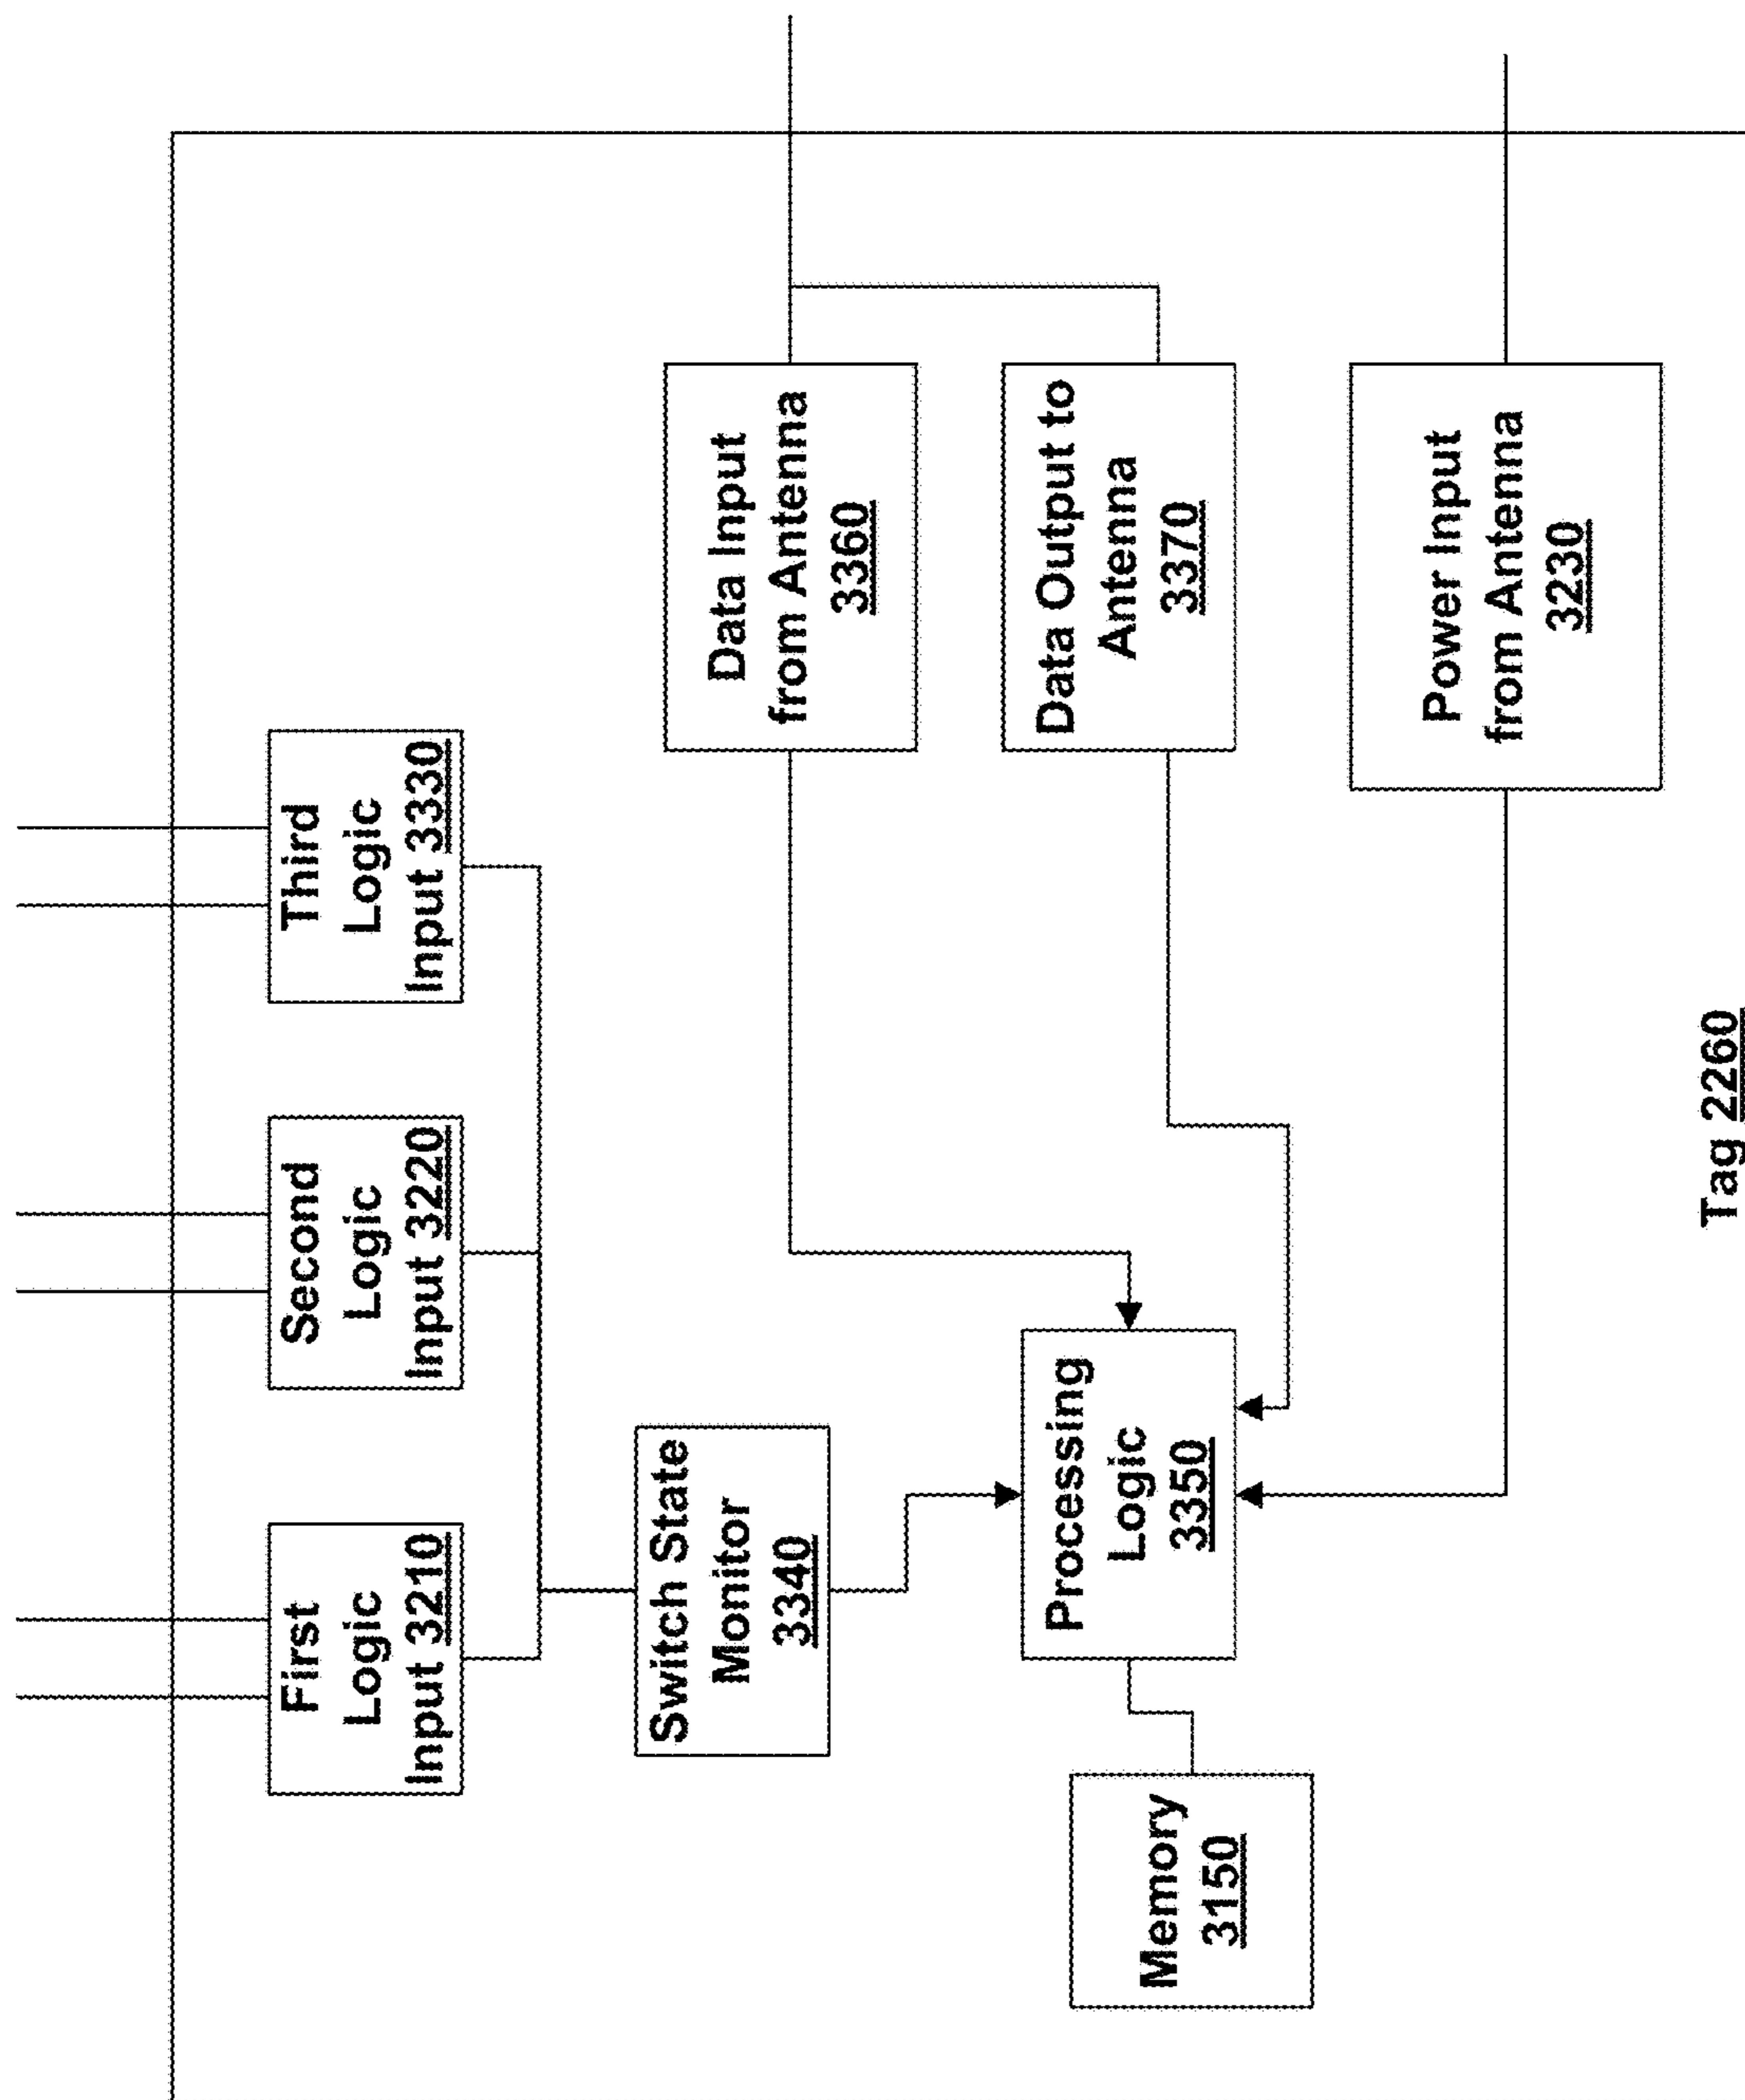 First
Logic
Input 3210
Second
Logic
Input 3220
Third
Logic
Input 3330
Switch State
Monitor
3340
Data Input
from Antenna
3360
Data Output to
Antenna
3370
Processing
Logic
3350
Memory
3150
Power Input
from Antenna
3230
Tag 2260